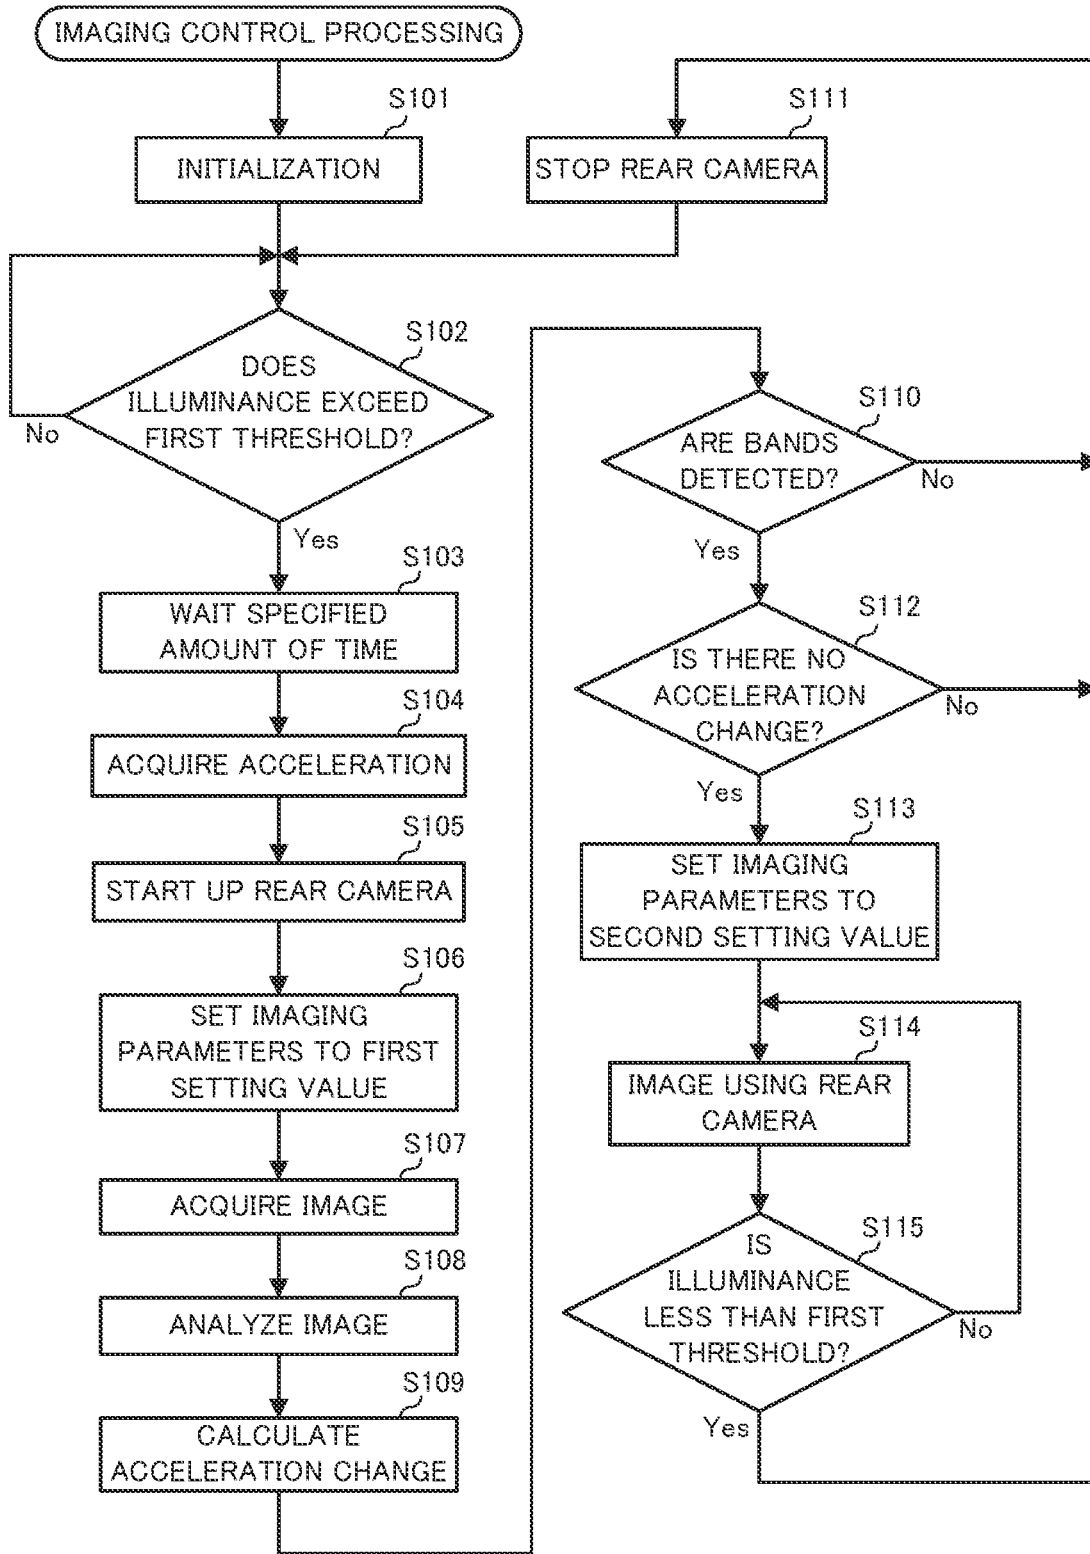 IMAGING CONTROL PROCESSING
S101
INITIALIZATION
S111
STOP REAR CAMERA
S102
DOES
ILLUMINANCE EXCEED
FIRST THRESHOLD?
No
Yes
S103
WAIT SPECIFIED
AMOUNT OF TIME
S104
ACQUIRE ACCELERATION
S105
START UP REAR CAMERA
S106
SET IMAGING
PARAMETERS TO FIRST
SETTING VALUE
S107
ACQUIRE IMAGE
S108
ANALYZE IMAGE
S109
CALCULATE
ACCELERATION CHANGE
S110
ARE BANDS
DETECTED?
No
Yes
S112
IS THERE NO
ACCELERATION
CHANGE?
No
Yes
S113
SET IMAGING
PARAMETERS TO
SECOND SETTING VALUE
S114
IMAGE USING REAR
CAMERA
S115
IS
ILLUMINANCE
LESS THAN FIRST
THRESHOLD?
No
Yes